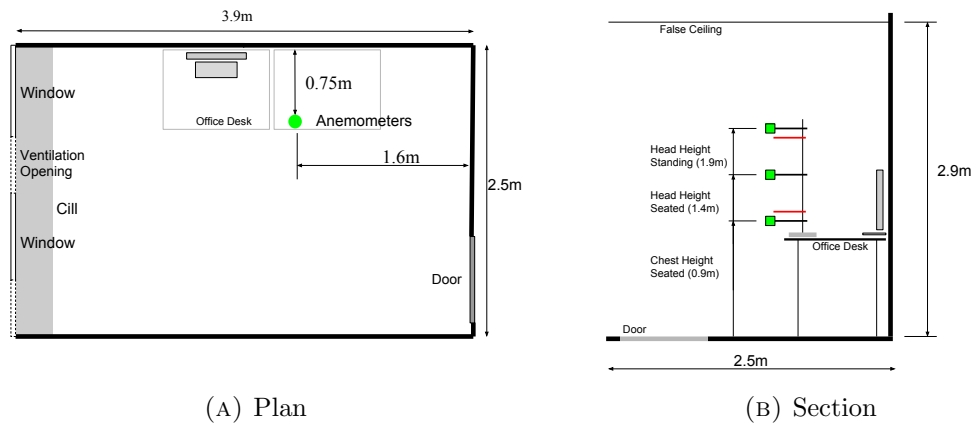 3.9m
Window
0.75m
Office Desk
Anemometers
Ventilation
Opening
1.6m
2.5m
Cill
Window
Door
(A) Plan
False Ceiling
Head Height
Standing (1.9m)
2.9m
Head Height
Seated (1.4m)
Office Desk
Chest Height
Seated (0.9m)
Door
2.5m
(B) Section